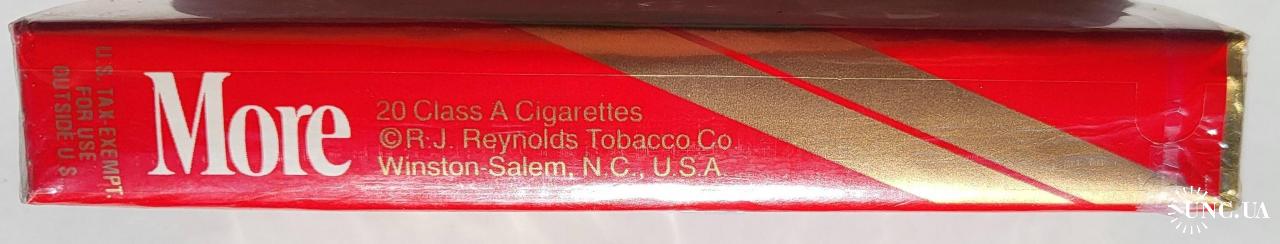 U.S. TAX-EXEMPT.
FOR USE
OUTSIDE U S
More
20 Class A Cigarettes
©R.J. Reynolds Tobacco Co
Winston-Salem, N.C., U.S.A
UNC.UA